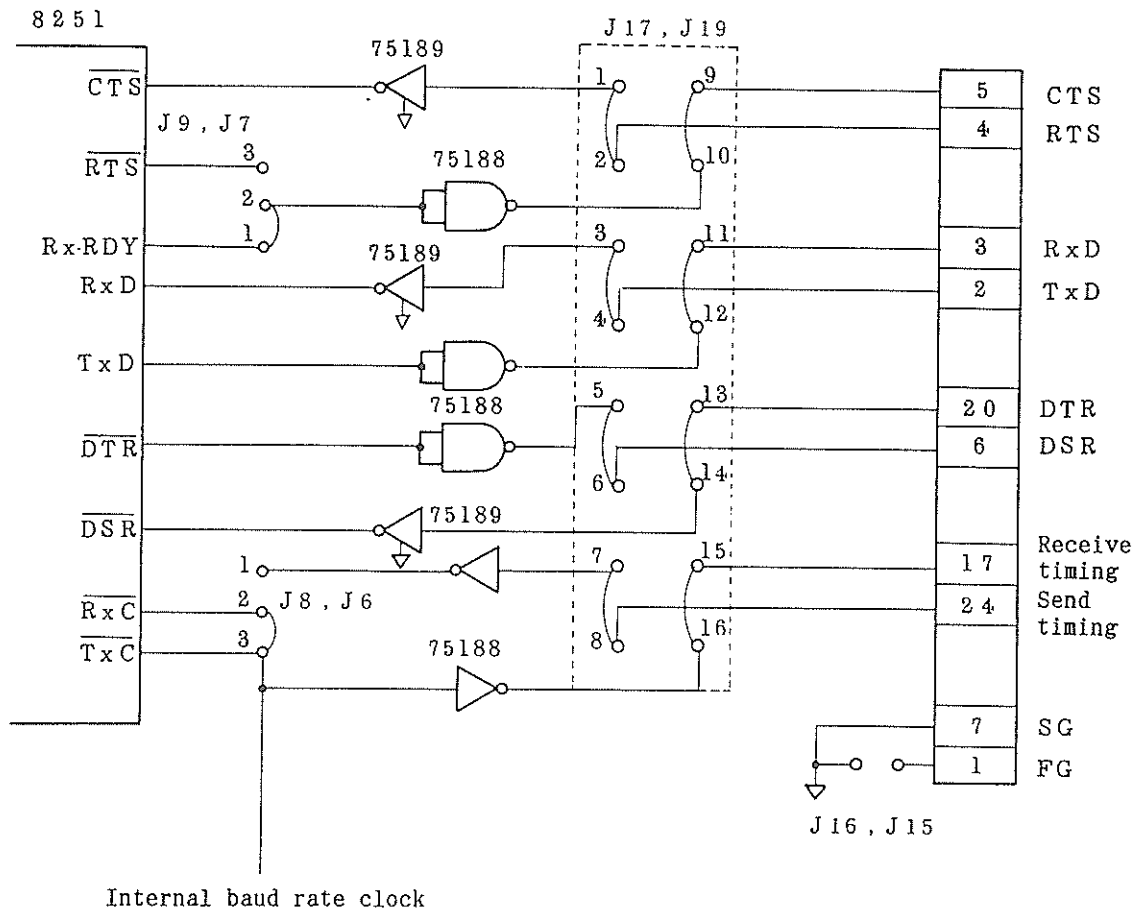 8251
J17, J19
75189
CTS
1
9
5
CTS
J9, J7
4
RTS
RTS
3
75188
2
10
2
Rx·RDY
1
75189
3
11
3
RxD
RxD
2
TxD
4
12
TxD
75188
5
13
20
DTR
DTR
6
DSR
6
14
DSR
75189
1
7
15
17
Receive
timing
RxC
2
J8, J6
24
Send
timing
TxC
3
75188
8
16
7
SG
1
FG
J16, J15
Internal baud rate clock